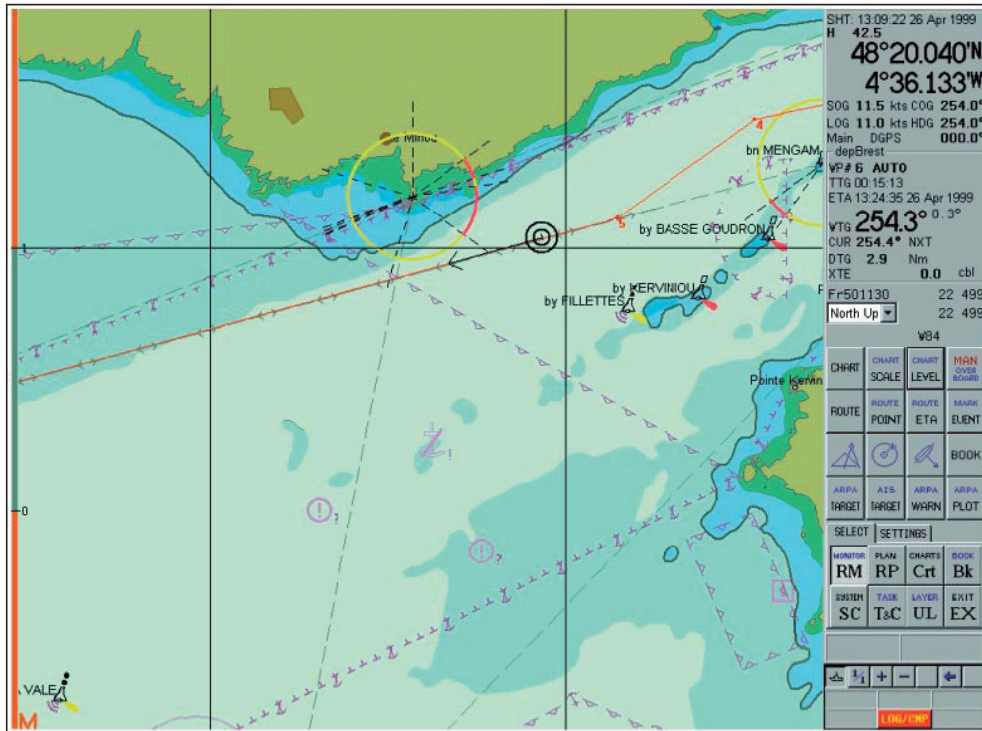 SHT: 13:09:22 26 Apr 1999
H 42.5
48°20.040'N
4°36.133'W
SOG 11.5 kts COG 254.0°
LOG 11.0 kts HDG 254.0°
Main DGPS 000.0°
depBrest
WP# 6 AUTO
TTG 00:15:13
ETA 13:24:35 26 Apr 1999
WTG 254.3° 0.3°
CUR 254.4° NXT
DTG 2.9 Nm
XTE 0.0 cbl
Fr501130 22 499
North Up 22 499
W84
CHART
CHART SCALE
CHART LEVEL
MAN OVER BOARD
ROUTE
ROUTE POINT
ROUTE ETA
MARK EVENT
BOOK
ARPA TARGET
AIS TARGET
ARPA WARN
ARPA PLOT
SELECT SETTINGS
MONITOR RM
PLAN RP
CHARTS Crt
BOOK Bk
SYSTEM SC
TASK T&C
LAYER UL
EXIT EX
1/1 + -
LOG/CMP
Minou
4
bn MENGAM
5
by BASSE GOUDRON
1
by KERVINIOU
by FILLETTES
Pointe Kervin
0
VALE
M